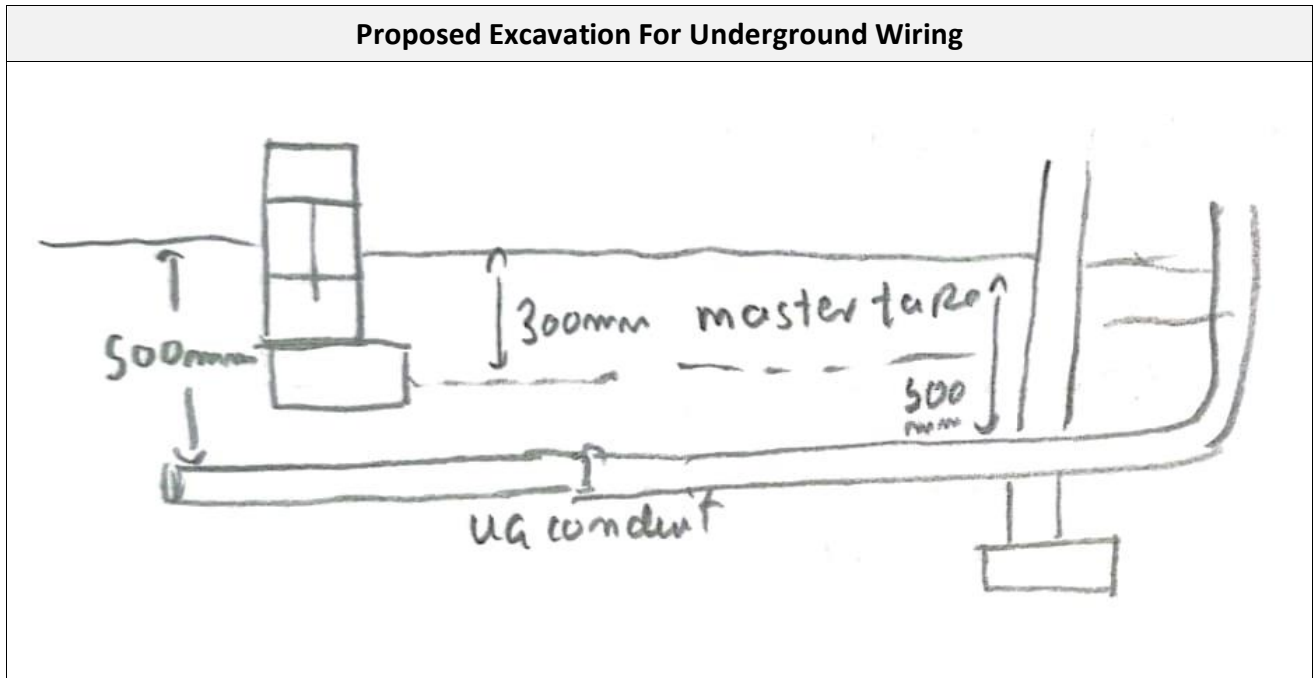 Proposed Excavation For Underground Wiring
500mm
300mm master tape
500
mm
UG conduit